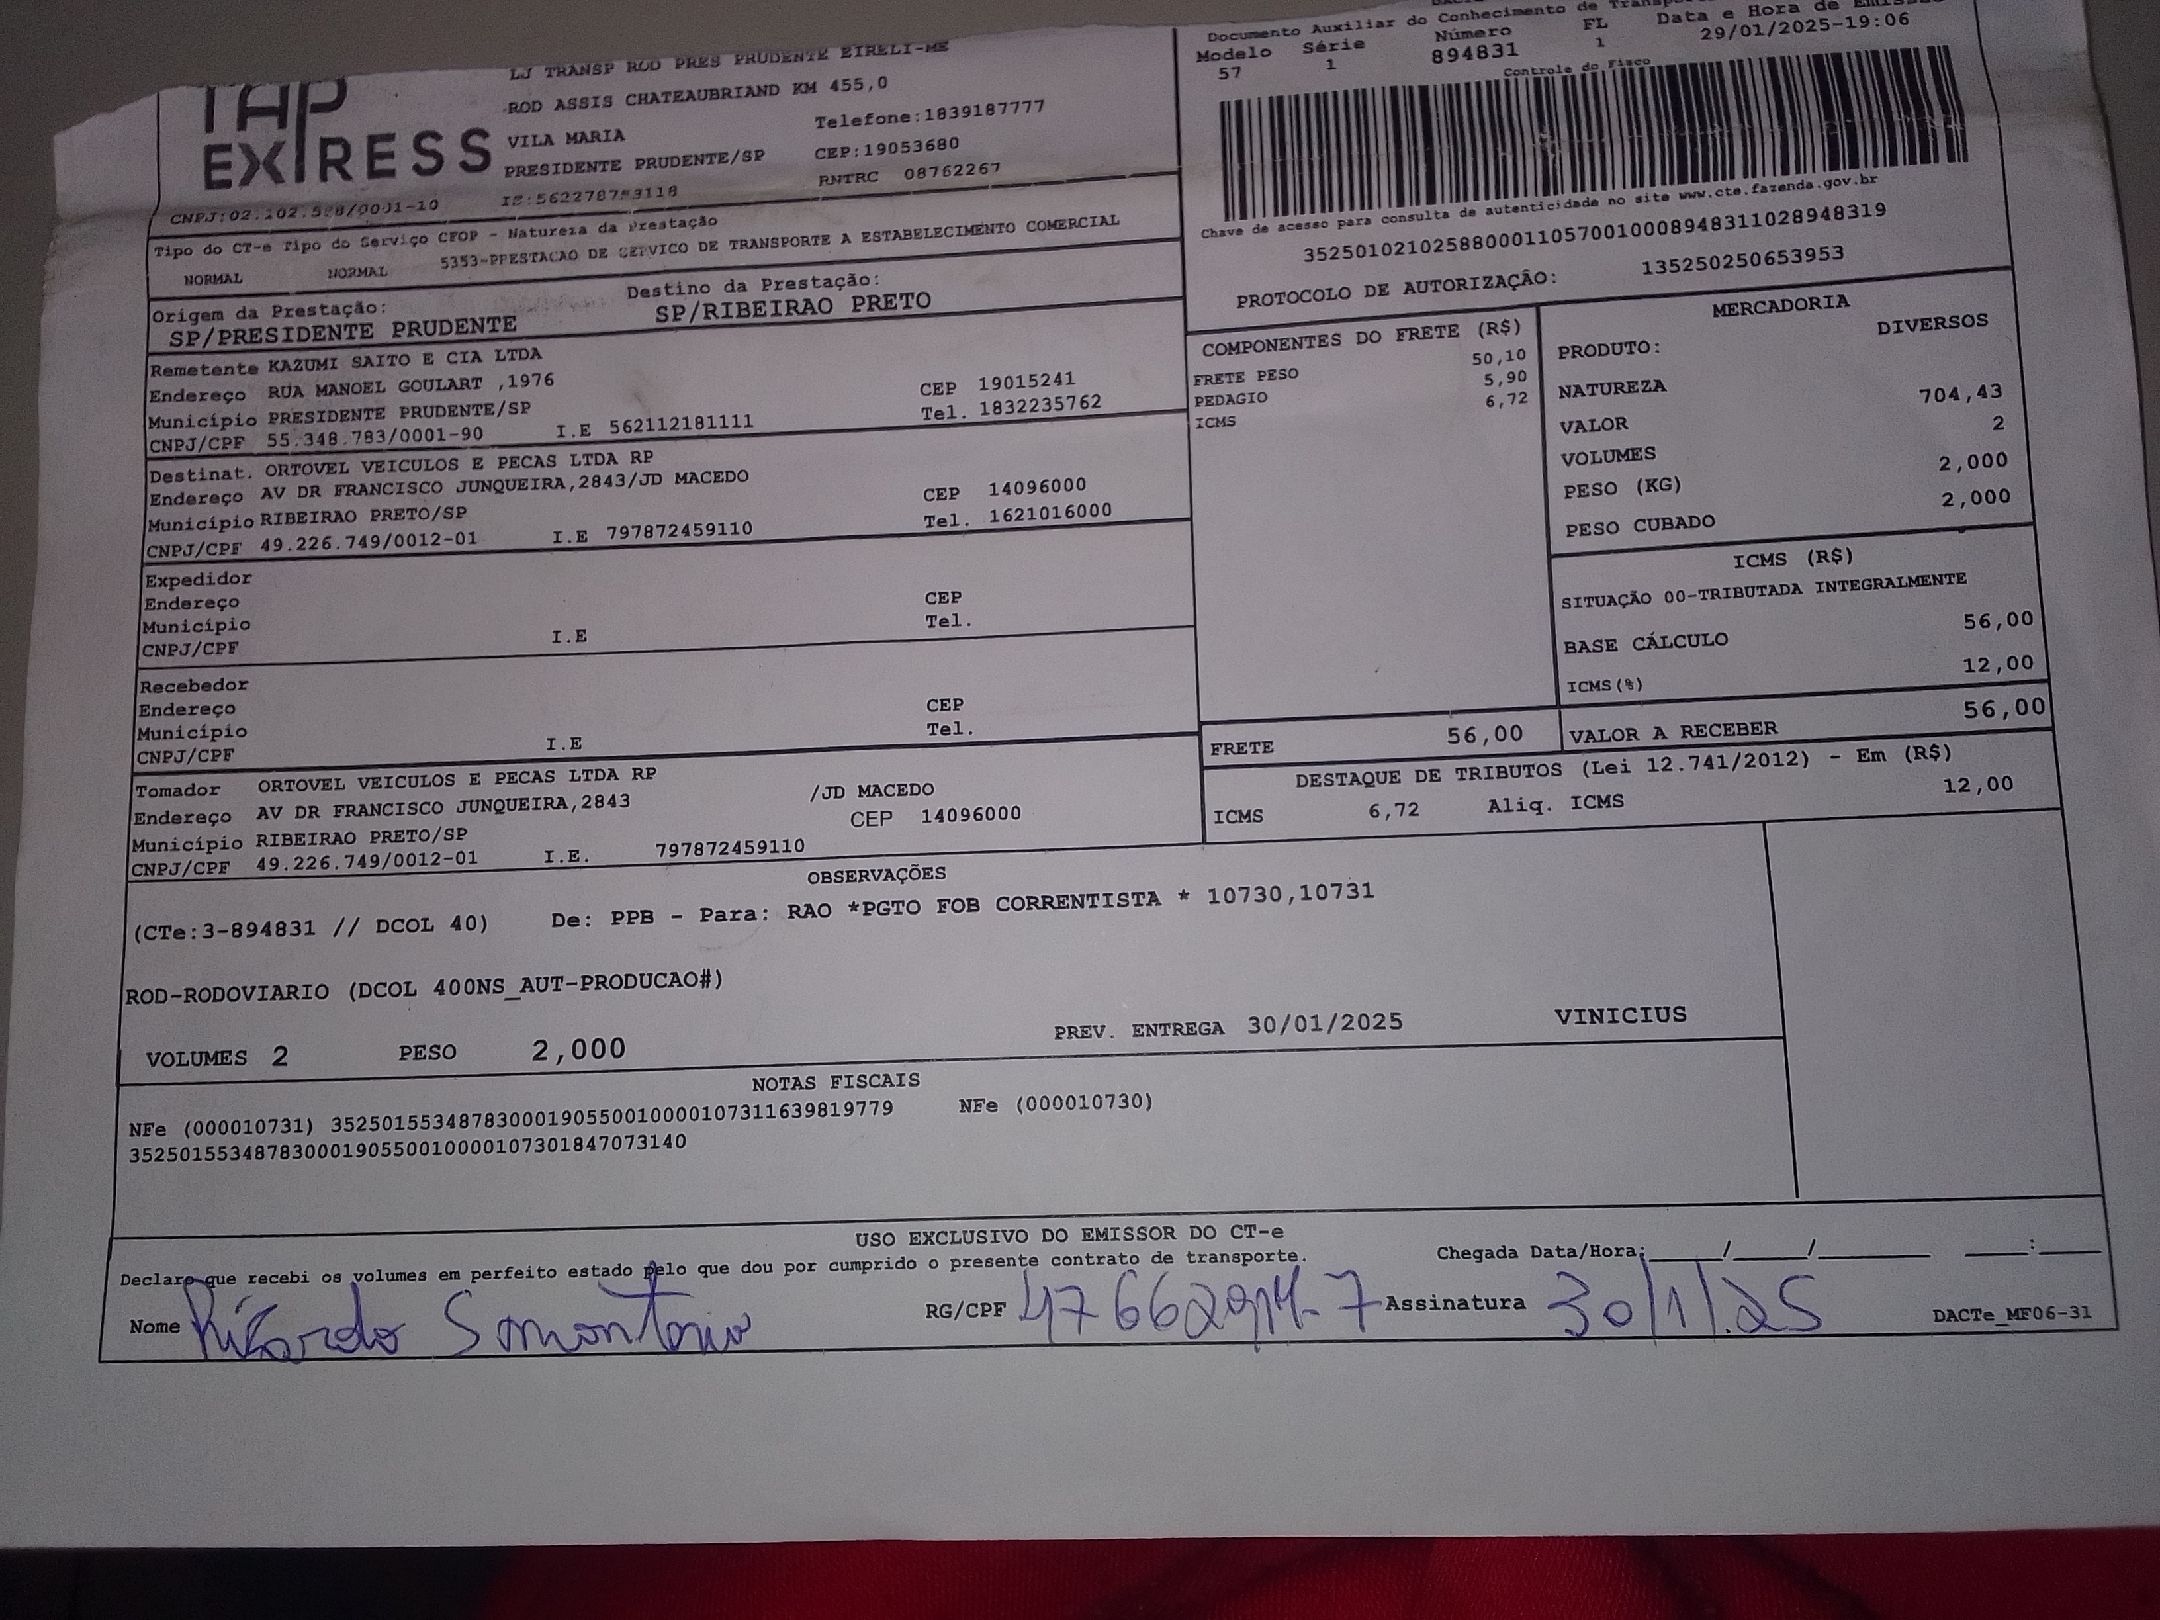 TAP
EXPRESS
LJ TRANSP ROD PRES PRUDENTE EIRELI-ME
ROD ASSIS CHATEAUBRIAND KM 455,0
VILA MARIA Telefone:1839187777
PRESIDENTE PRUDENTE/SP CEP:19053680
RNTRC 08762267
Documento Auxiliar do Conhecimento de
Modelo Série Número FL Data e Hora de
57 1 894831 1 29/01/2025-19:06
Controle do Fisco
Chave de acesso para consulta de autenticidade no site www.cte.fazenda.gov.br
35250102102588000110570010008948311028948319
PROTOCOLO DE AUTORIZAÇÃO: 135250250653953
Tipo do CT-e Tipo do Serviço CFOP - Natureza da Prestação
NORMAL NORMAL 5353-PRESTACAO DE SERVICO DE TRANSPORTE A ESTABELECIMENTO COMERCIAL
Origem da Prestação: Destino da Prestação:
SP/PRESIDENTE PRUDENTE SP/RIBEIRAO PRETO
Remetente KAZUMI SAITO E CIA LTDA
Endereço RUA MANOEL GOULART ,1976 CEP 19015241
Município PRESIDENTE PRUDENTE/SP Tel. 1832235762
CNPJ/CPF 55.348.783/0001-90 I.E 562112181111
Destinat. ORTOVEL VEICULOS E PECAS LTDA RP
Endereço AV DR FRANCISCO JUNQUEIRA,2843/JD MACEDO CEP 14096000
Município RIBEIRAO PRETO/SP Tel. 1621016000
CNPJ/CPF 49.226.749/0012-01 I.E 797872459110
Expedidor
Endereço CEP
Município Tel.
CNPJ/CPF I.E
Recebedor
Endereço CEP
Município Tel.
CNPJ/CPF I.E
Tomador ORTOVEL VEICULOS E PECAS LTDA RP
Endereço AV DR FRANCISCO JUNQUEIRA,2843 /JD MACEDO
Município RIBEIRAO PRETO/SP CEP 14096000
CNPJ/CPF 49.226.749/0012-01 I.E. 797872459110
COMPONENTES DO FRETE (R$)
FRETE PESO 50,10
PEDAGIO 5,90
ICMS 6,72
MERCADORIA
PRODUTO: DIVERSOS
NATUREZA
VALOR 704,43
VOLUMES 2
PESO (KG) 2,000
PESO CUBADO 2,000
ICMS (R$)
SITUAÇÃO 00-TRIBUTADA INTEGRALMENTE
BASE CÁLCULO 56,00
ICMS(%) 12,00
FRETE 56,00 VALOR A RECEBER 56,00
DESTAQUE DE TRIBUTOS (Lei 12.741/2012) - Em (R$)
ICMS 6,72 Aliq. ICMS 12,00
OBSERVAÇÕES
(CTe:3-894831 // DCOL 40) De: PPB - Para: RAO *PGTO FOB CORRENTISTA * 10730,10731
ROD-RODOVIARIO (DCOL 400NS_AUT-PRODUCAO#)
VOLUMES 2 PESO 2,000 PREV. ENTREGA 30/01/2025 VINICIUS
NOTAS FISCAIS
NFe (000010731) 35250155348783000190550010000107311639819779 NFe (000010730)
35250155348783000190550010000107301847073140
USO EXCLUSIVO DO EMISSOR DO CT-e
Declaro que recebi os volumes em perfeito estado pelo que dou por cumprido o presente contrato de transporte. Chegada Data/Hora:____/____/______ ___:___
Nome Ricardo RG/CPF Assinatura 30/1/25
DACTe_MF06-31